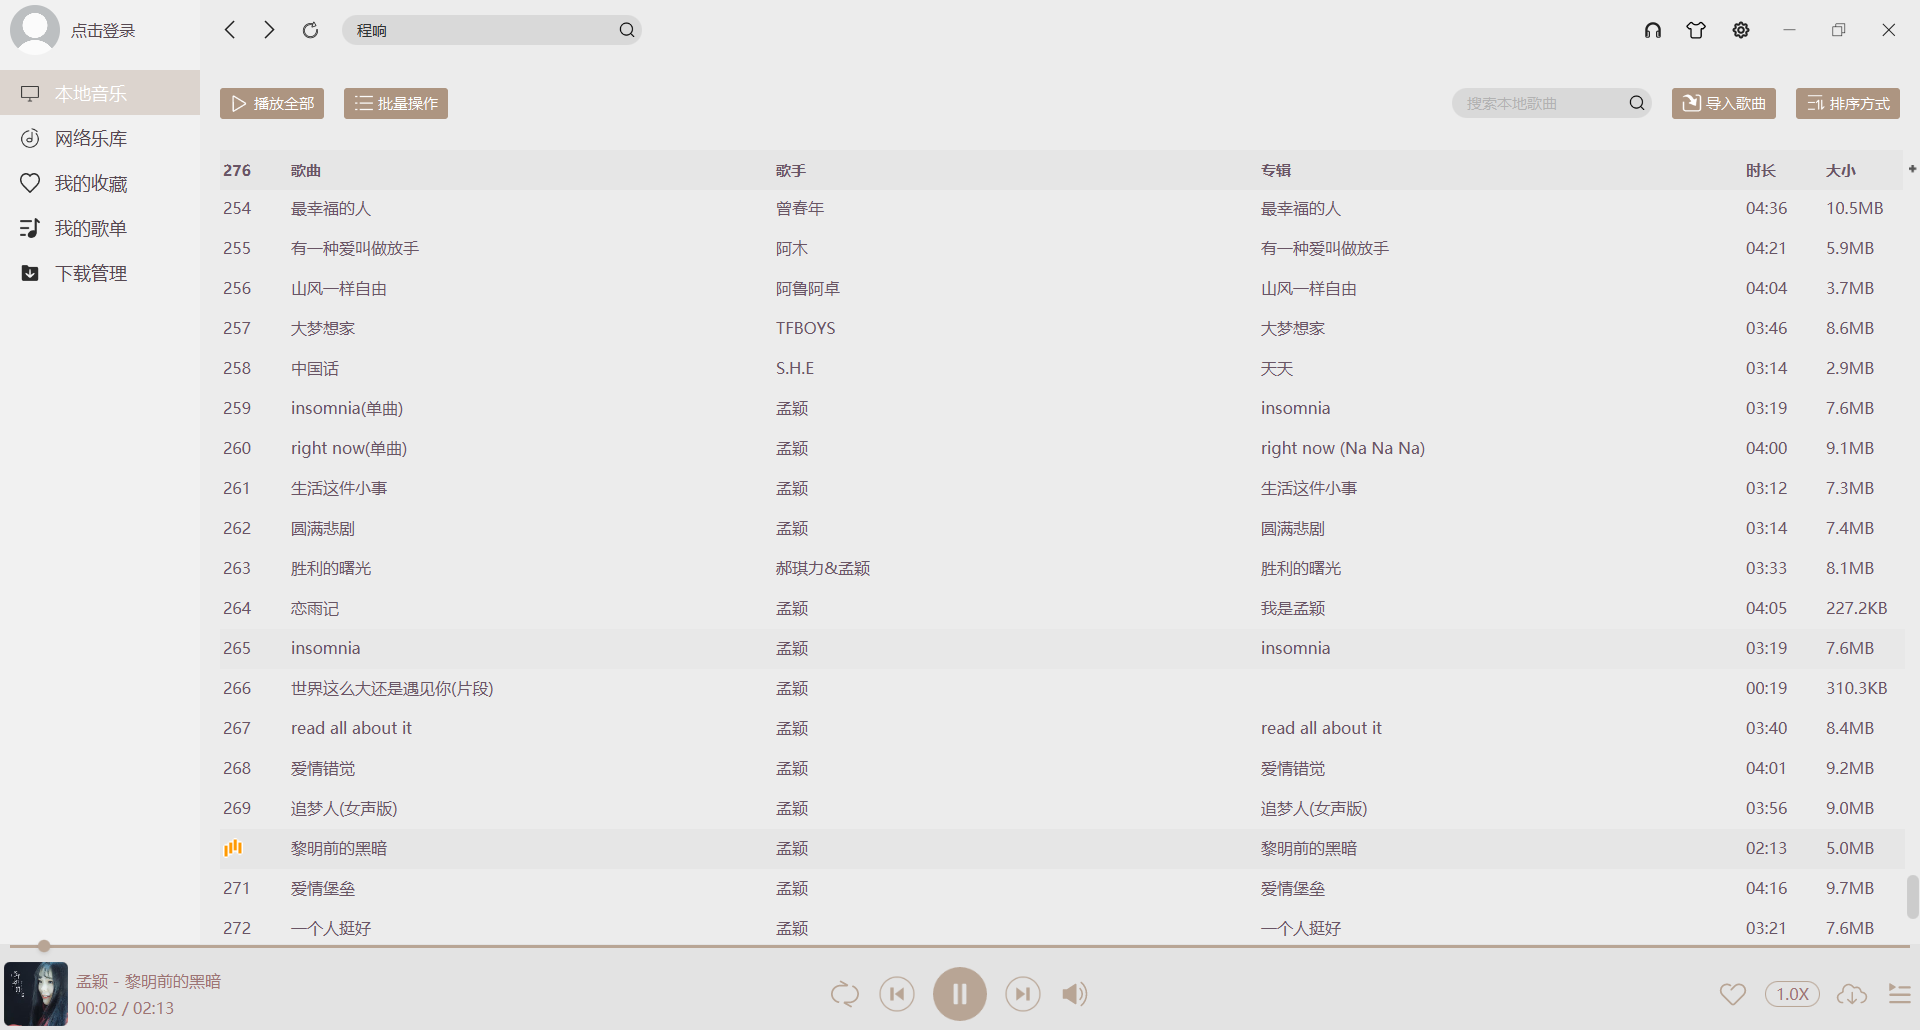 点击登录
程响
本地音乐
网络乐库
我的收藏
我的歌单
下载管理
播放全部 批量操作 搜索本地歌曲 导入歌曲 排序方式
276 歌曲 歌手 专辑 时长 大小
254 最幸福的人 曾春年 最幸福的人 04:36 10.5MB
255 有一种爱叫做放手 阿木 有一种爱叫做放手 04:21 5.9MB
256 山风一样自由 阿鲁阿卓 山风一样自由 04:04 3.7MB
257 大梦想家 TFBOYS 大梦想家 03:46 8.6MB
258 中国话 S.H.E 天天 03:14 2.9MB
259 insomnia(单曲) 孟颖 insomnia 03:19 7.6MB
260 right now(单曲) 孟颖 right now (Na Na Na) 04:00 9.1MB
261 生活这件小事 孟颖 生活这件小事 03:12 7.3MB
262 圆满悲剧 孟颖 圆满悲剧 03:14 7.4MB
263 胜利的曙光 郝琪力&孟颖 胜利的曙光 03:33 8.1MB
264 恋雨记 孟颖 我是孟颖 04:05 227.2KB
265 insomnia 孟颖 insomnia 03:19 7.6MB
266 世界这么大还是遇见你(片段) 孟颖 00:19 310.3KB
267 read all about it 孟颖 read all about it 03:40 8.4MB
268 爱情错觉 孟颖 爱情错觉 04:01 9.2MB
269 追梦人(女声版) 孟颖 追梦人(女声版) 03:56 9.0MB
黎明前的黑暗 孟颖 黎明前的黑暗 02:13 5.0MB
271 爱情堡垒 孟颖 爱情堡垒 04:16 9.7MB
272 一个人挺好 孟颖 一个人挺好 03:21 7.6MB
孟颖 - 黎明前的黑暗
00:02 / 02:13
1.0X